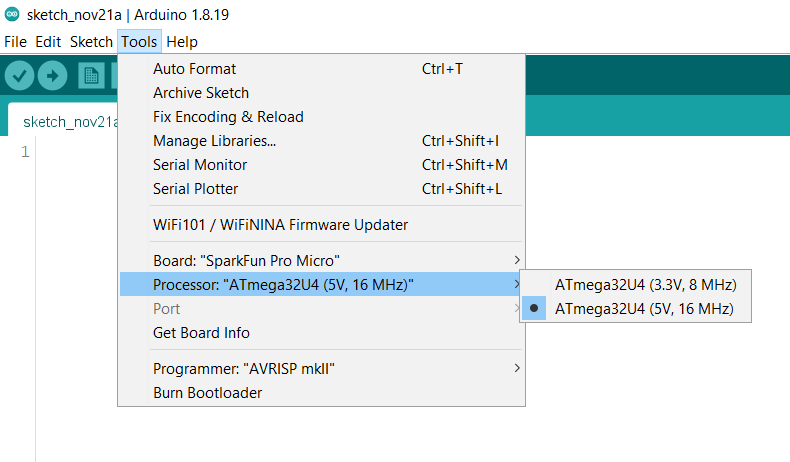 sketch_nov21a | Arduino 1.8.19
File Edit Sketch Tools Help
Auto Format Ctrl+T
Archive Sketch
Fix Encoding & Reload
Manage Libraries... Ctrl+Shift+I
Serial Monitor Ctrl+Shift+M
Serial Plotter Ctrl+Shift+L
WiFi101 / WiFiNINA Firmware Updater
Board: "SparkFun Pro Micro"
Processor: "ATmega32U4 (5V, 16 MHz)"
Port
Get Board Info
Programmer: "AVRISP mkII"
Burn Bootloader
ATmega32U4 (3.3V, 8 MHz)
ATmega32U4 (5V, 16 MHz)
sketch_nov21a
1